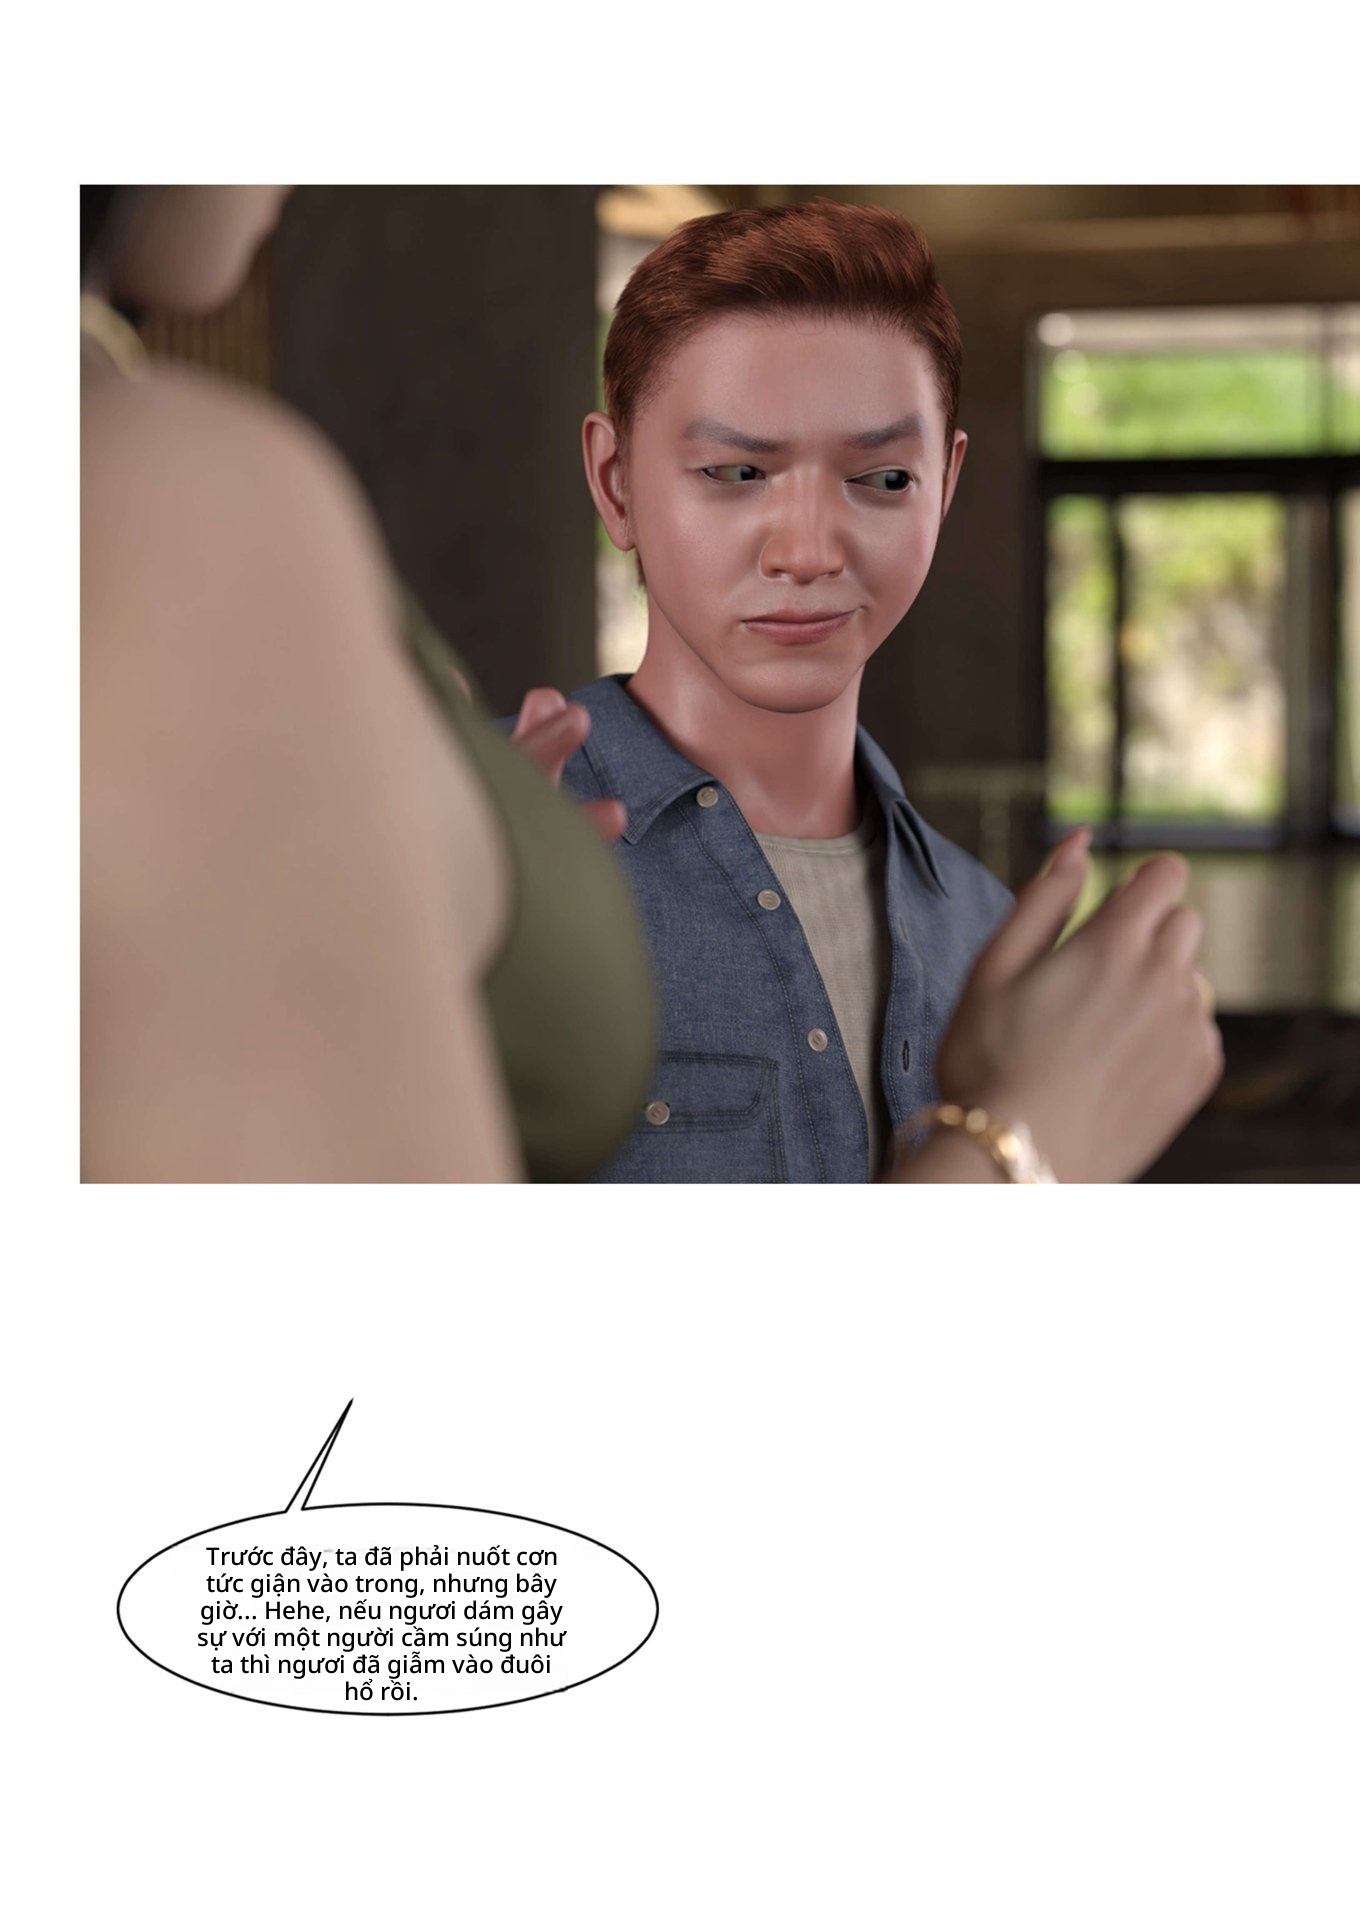 Trước đây, ta đã phải nuốt cơn
tức giận vào trong, nhưng bây
giờ... Hehe, nếu ngươi dám gây
sự với một người cầm súng như
ta thì ngươi đã giẫm vào đuôi
hổ rồi.